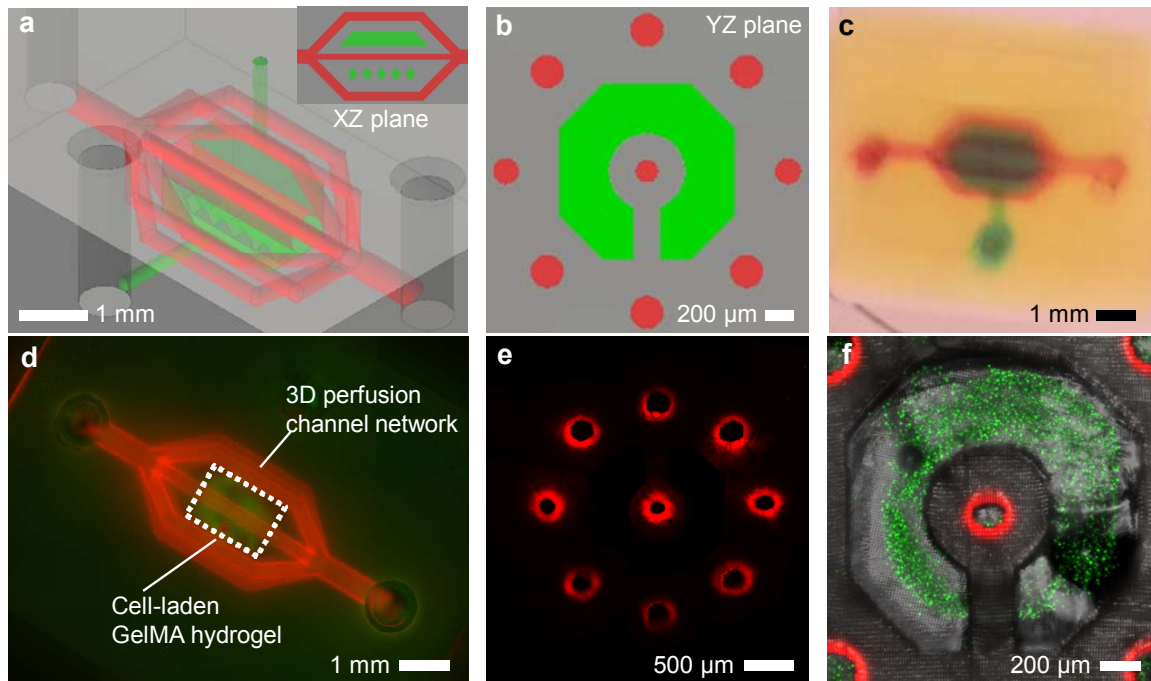 a
XZ plane
1 mm
b
YZ plane
200 µm
c
1 mm
d
3D perfusion
channel network
Cell-laden
GelMA hydrogel
1 mm
e
500 µm
f
200 µm